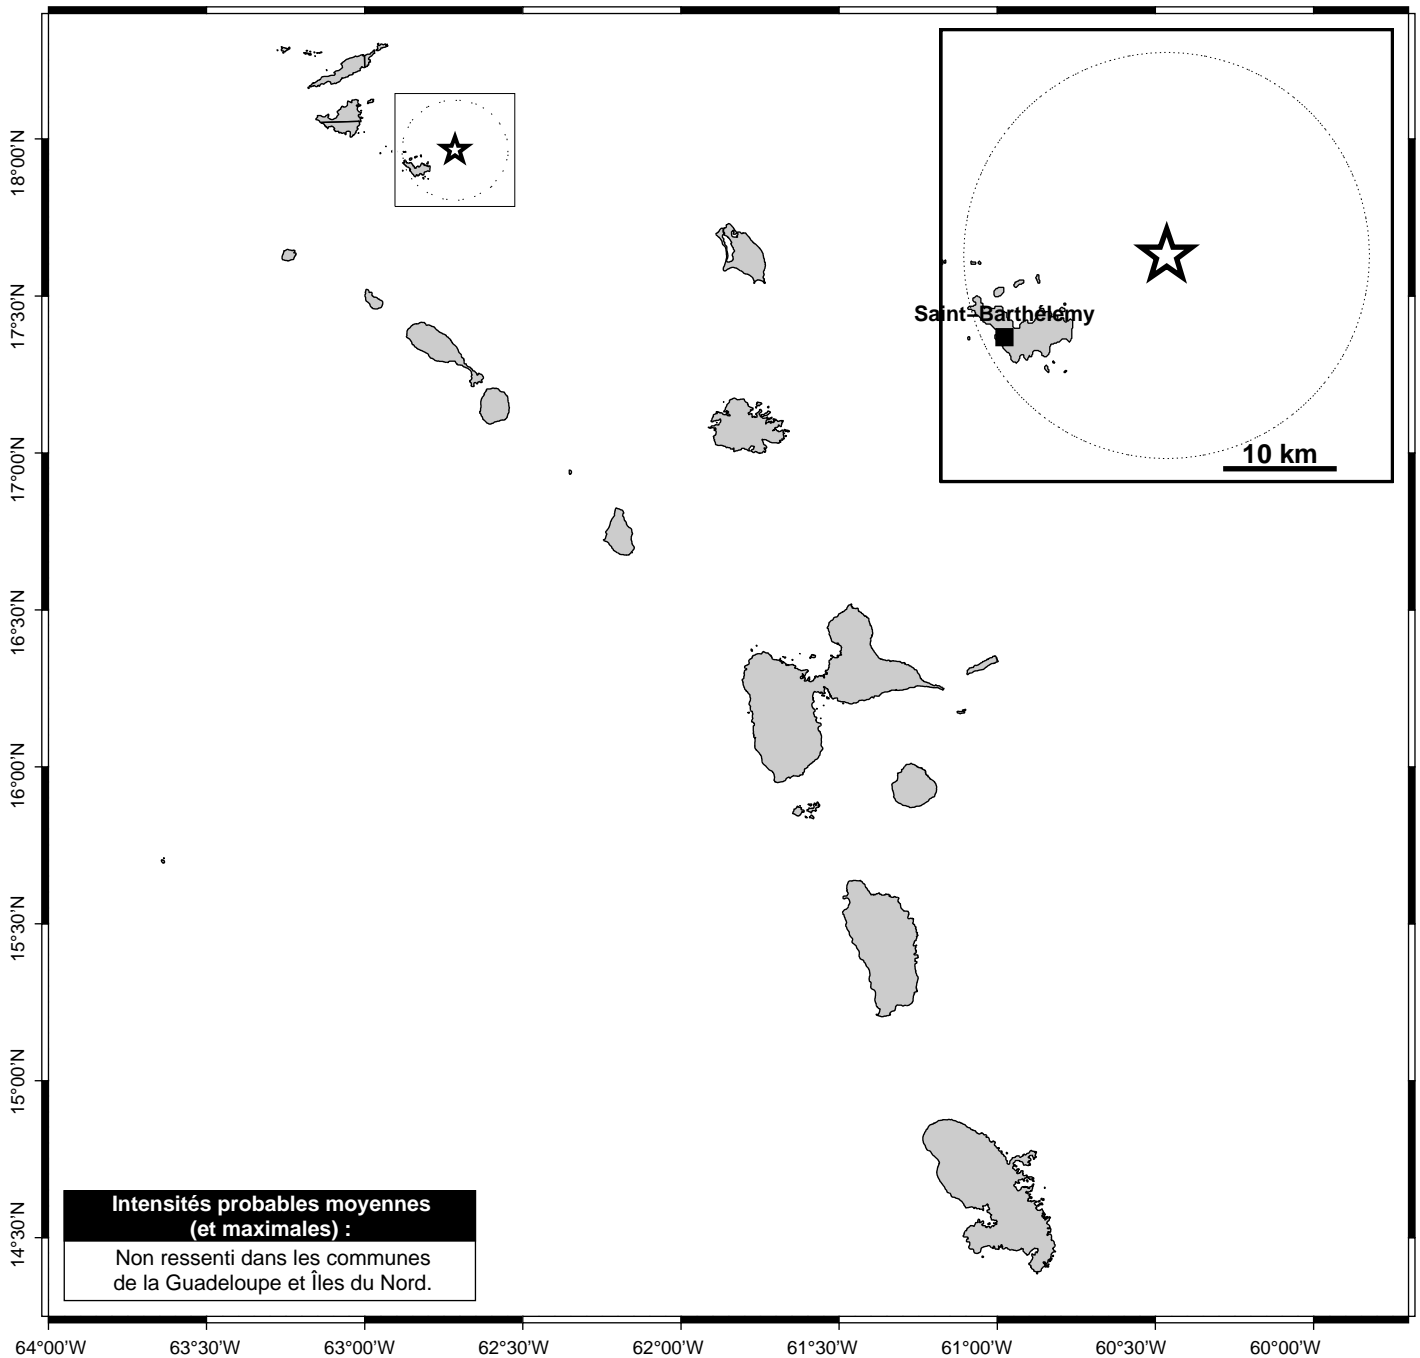 Saint-Barthélemy
10 km
18°00'N
17°30'N
17°00'N
16°30'N
16°00'N
15°30'N
15°00'N
14°30'N
Intensités probables moyennes
(et maximales) :
Non ressenti dans les communes
de la Guadeloupe et Îles du Nord.
64°00'W 63°30'W 63°00'W 62°30'W 62°00'W 61°30'W 61°00'W 60°30'W 60°00'W